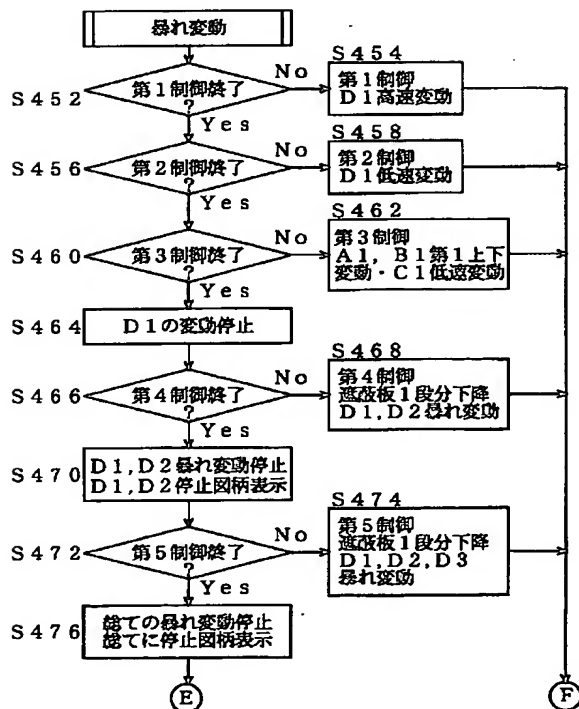 暴れ変動
S452
第1制御終了
?
No
Yes
S454
第1制御
D1高速変動
S456
第2制御終了
?
No
Yes
S458
第2制御
D1低速変動
S460
第3制御終了
?
No
Yes
S462
第3制御
A1, B1第1上下
変動・C1低速変動
S464
D1の変動停止
S466
第4制御終了
?
No
Yes
S468
第4制御
遮蔽板1段分下降
D1,D2暴れ変動
S470
D1,D2暴れ変動停止
D1,D2停止図柄表示
S472
第5制御終了
?
No
Yes
S474
第5制御
遮蔽板1段分下降
D1,D2,D3
暴れ変動
S476
総ての暴れ変動停止
総てに停止図柄表示
E
F